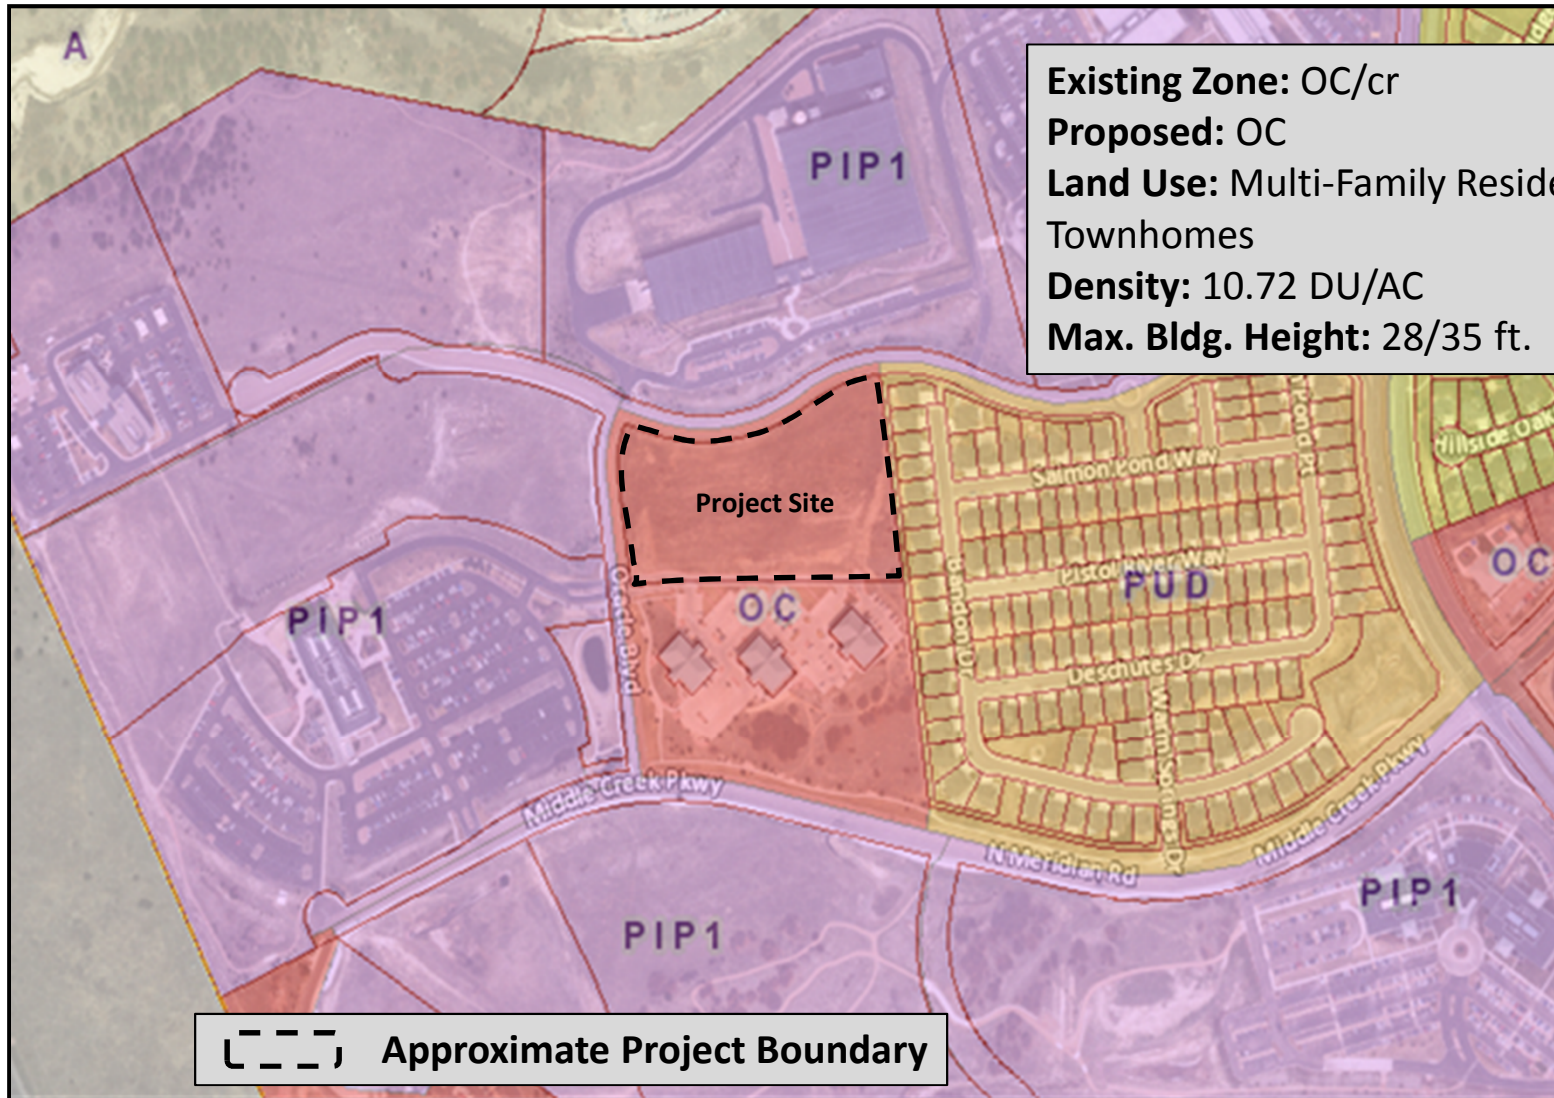 A
Existing Zone: OC/cr
Proposed: OC
Land Use: Multi-Family Reside
Townhomes
Density: 10.72 DU/AC
Max. Bldg. Height: 28/35 ft.
PIP1
Hillside Oak
Salmon Pond Way
Pond Pt
Project Site
OC
Pistol River Way
PUD
OC
PIP1
Oracle Blvd
Bandon Dr
Deschutes Dr
Warm Springs Dr
Middle Creek Pkwy
Middle Creek Pkwy
N Meridian Rd
PIP1
PIP1
Approximate Project Boundary